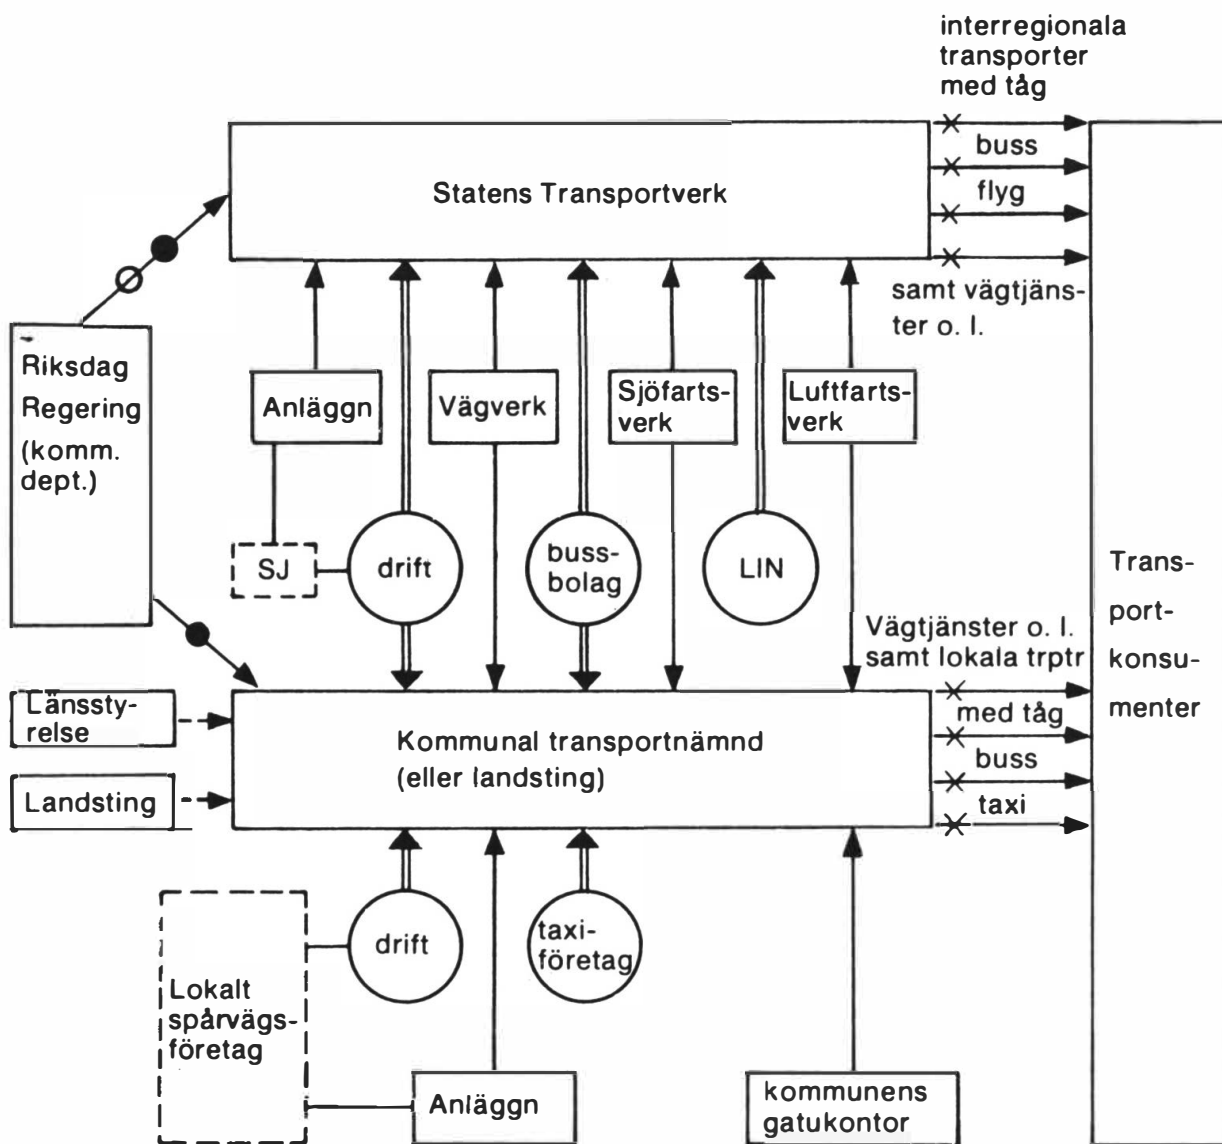 interregionala
transporter
med tåg
buss
Statens Transportverk
flyg
samt vägtjäns-
ter o. l.
Riksdag
Regering
(komm.
dept.)
Anläggn
Vägverk
Sjöfarts-
verk
Luftfarts-
verk
SJ
drift
buss-
bolag
LIN
Trans-
port-
konsu-
menter
Vägtjänster o. l.
samt lokala trptr
med tåg
buss
taxi
Länssty-
relse
Landsting
Kommunal transportnämnd
(eller landsting)
drift
taxi-
företag
Lokalt
spårvägs-
företag
Anläggn
kommunens
gatukontor